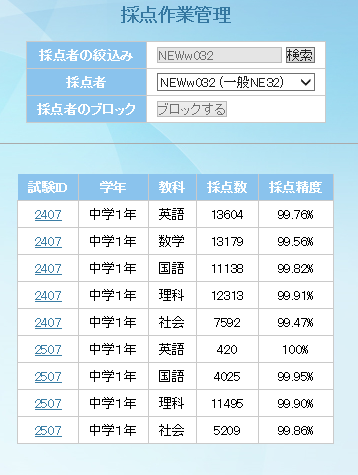 採点作業管理
採点者の絞込み NEWw032 検索
採点者 NEWw032 (一般NE32)
採点者のブロック ブロックする
試験ID 学年 教科 採点数 採点精度
2407 中学1年 英語 13604 99.76%
2407 中学1年 数学 13179 99.56%
2407 中学1年 国語 11138 99.82%
2407 中学1年 理科 12313 99.91%
2407 中学1年 社会 7592 99.47%
2507 中学1年 英語 420 100%
2507 中学1年 国語 4025 99.95%
2507 中学1年 理科 11495 99.90%
2507 中学1年 社会 5209 99.86%